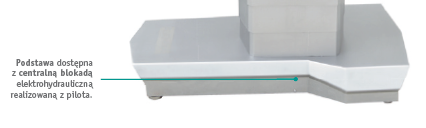 Podstawa dostępna
z centralną blokadą
elektrohydrauliczną
realizowaną z pilota.